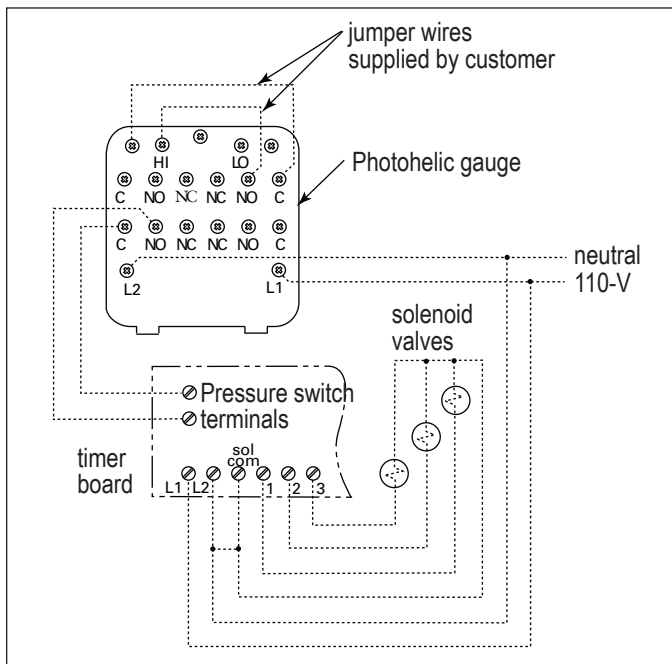 jumper wires
supplied by customer
HI LO
C NO NC NC NO C
Photohelic gauge
C NO NC NC NO C
L2 L1
neutral
110-V
solenoid
valves
Pressure switch
terminals
timer
board
sol
com
L1 L2 1 2 3